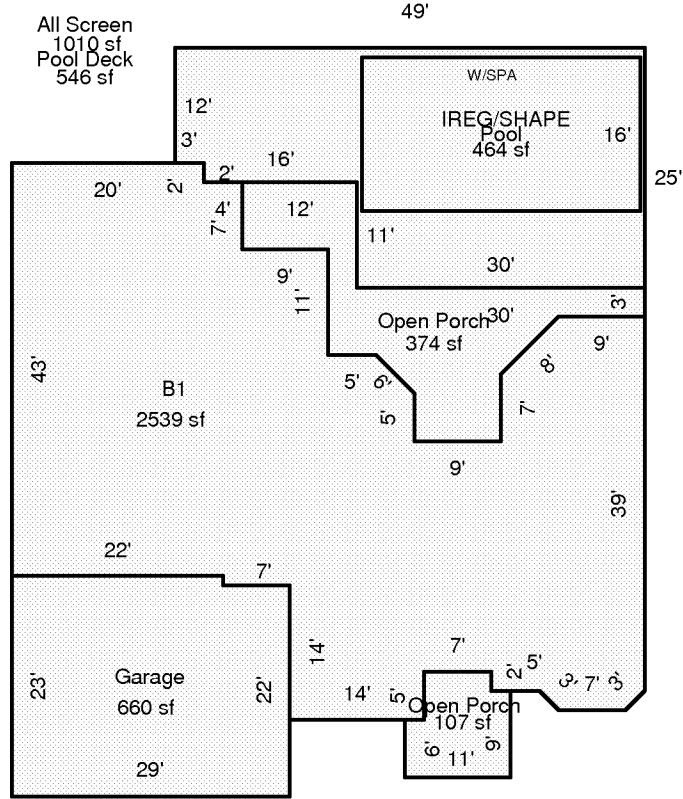 49'
All Screen
1010 sf
Pool Deck
546 sf
W/SPA
12'
IREG/SHAPE
Pool
464 sf
16'
3'
16'
2'
25'
20'
2'
4'
12'
7'
11'
30'
9'
11'
3'
Open Porch
30'
374 sf
9'
43'
8'
5'
6'
B1
2539 sf
5'
7'
9'
39'
22'
7'
14'
7'
2'
5'
Garage
660 sf
23'
22'
14'
5'
3'
7'
3'
Open Porch
107 sf
6'
9'
11'
29'